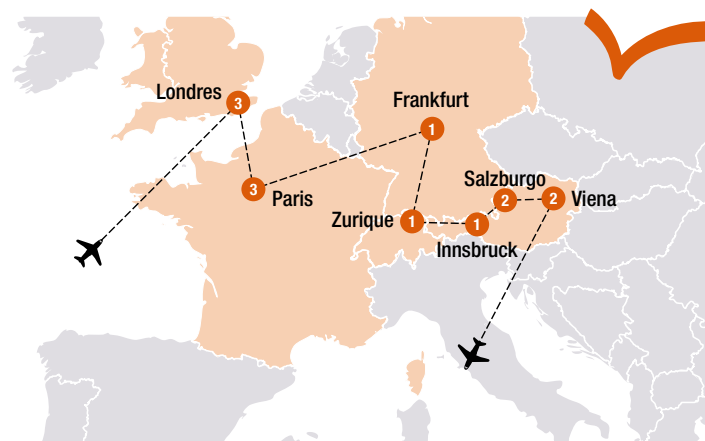 Londres
3
Frankfurt
1
3
Paris
Salzburgo
2
2
Viena
Zurique
1
1
Innsbruck